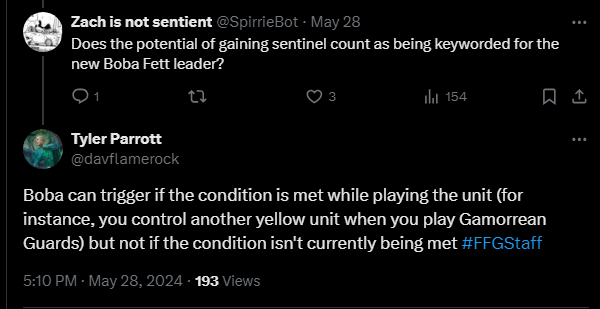 Zach is not sentient @SpirrieBot · May 28
Does the potential of gaining sentinel count as being keyworded for the
new Boba Fett leader?
1 3 154
Tyler Parrott
@davflamerock
Boba can trigger if the condition is met while playing the unit (for
instance, you control another yellow unit when you play Gamorrean
Guards) but not if the condition isn't currently being met #FFGStaff
5:10 PM · May 28, 2024 · 193 Views